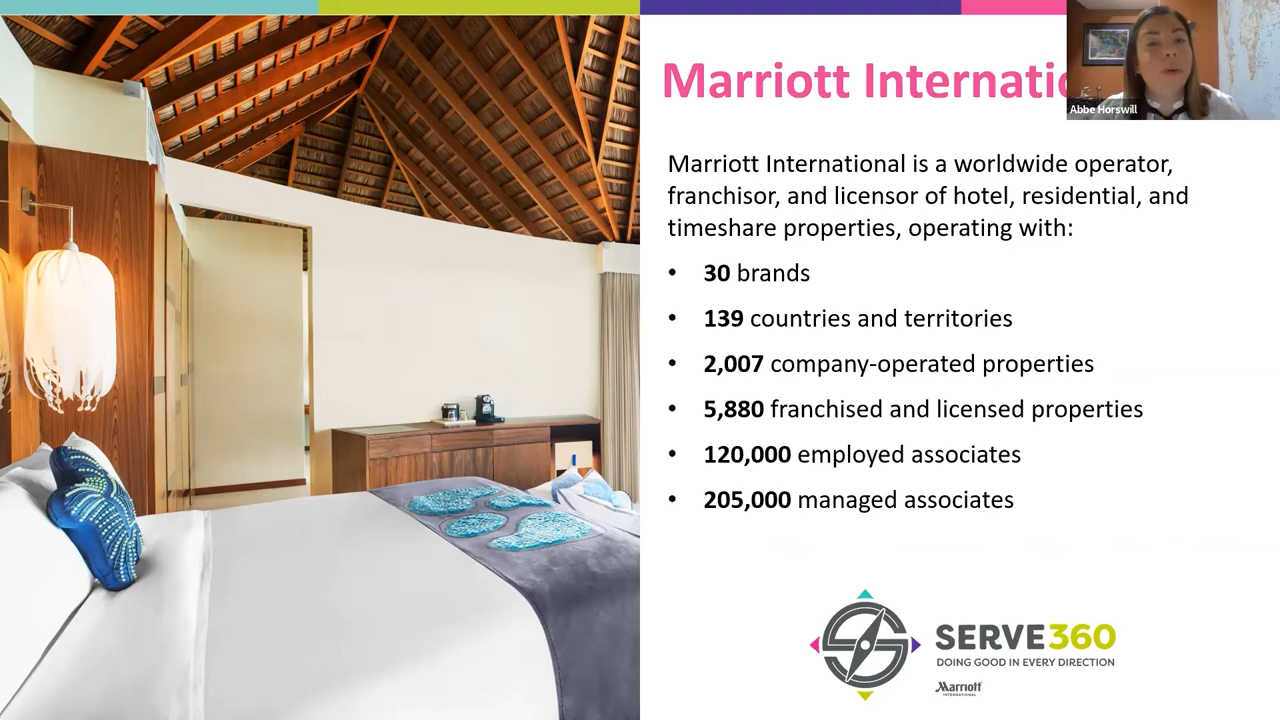 Marriott Internatio
Abbe Horswill
Marriott International is a worldwide operator,
franchisor, and licensor of hotel, residential, and
timeshare properties, operating with:
• 30 brands
• 139 countries and territories
• 2,007 company-operated properties
• 5,880 franchised and licensed properties
• 120,000 employed associates
• 205,000 managed associates
SERVE360
DOING GOOD IN EVERY DIRECTION
Marriott
INTERNATIONAL